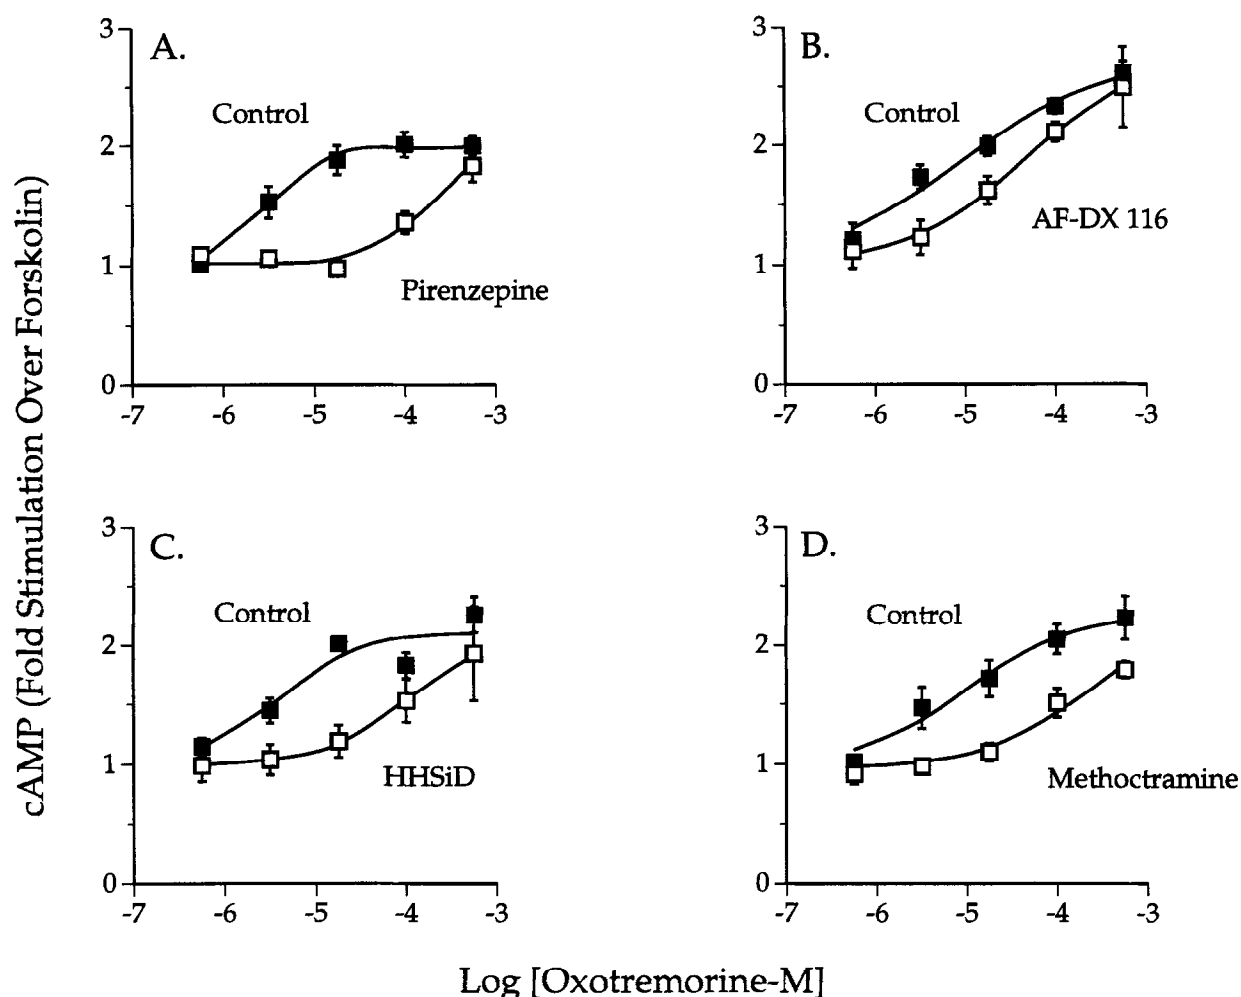 cAMP (Fold Stimulation Over Forskolin)
A.
3
2
1
0
Control
Pirenzepine
-7 -6 -5 -4 -3
B.
3
2
1
0
Control
AF-DX 116
-7 -6 -5 -4 -3
C.
3
2
1
0
Control
HHSiD
-7 -6 -5 -4 -3
D.
3
2
1
0
Control
Methoctramine
-7 -6 -5 -4 -3
Log [Oxotremorine-M]